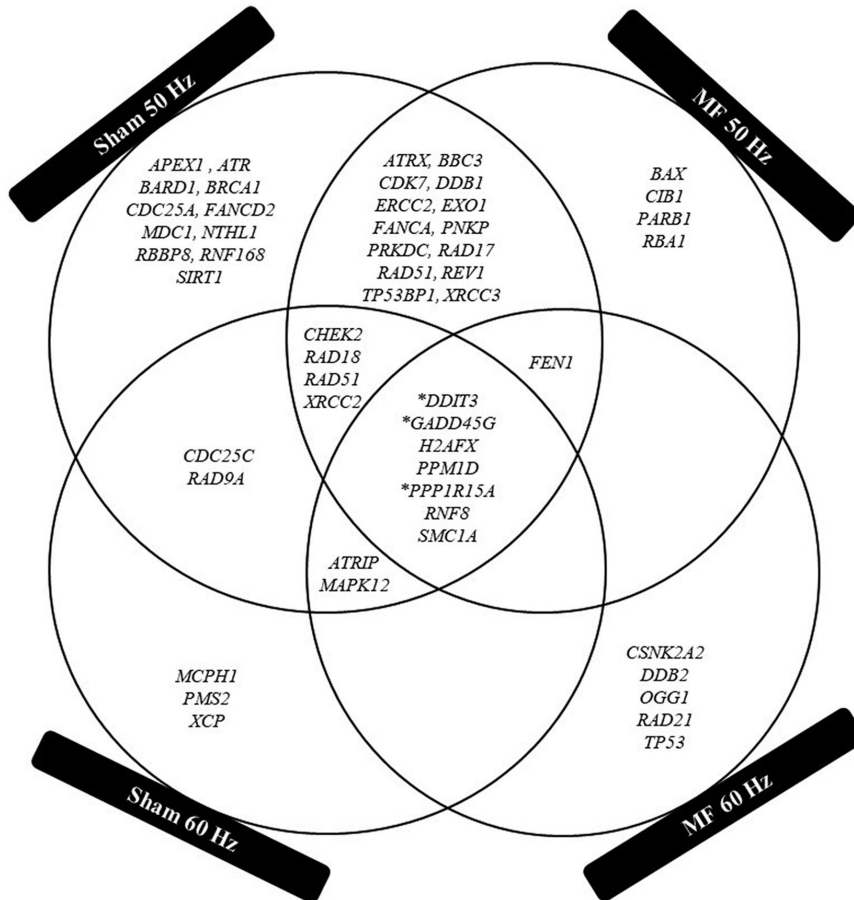 Sham 50 Hz
MF 50 Hz
APEX1 , ATR
BARD1, BRCA1
CDC25A, FANCD2
MDC1, NTHL1
RBBP8, RNF168
SIRT1
ATRX, BBC3
CDK7, DDB1
ERCC2, EXO1
FANCA, PNKP
PRKDC, RAD17
RAD51, REV1
TP53BP1, XRCC3
BAX
CIB1
PARB1
RBA1
CHEK2
RAD18
RAD51
XRCC2
FEN1
*DDIT3
*GADD45G
H2AFX
PPM1D
*PPP1R15A
RNF8
SMC1A
CDC25C
RAD9A
ATRIP
MAPK12
MCPH1
PMS2
XCP
CSNK2A2
DDB2
OGG1
RAD21
TP53
Sham 60 Hz
MF 60 Hz